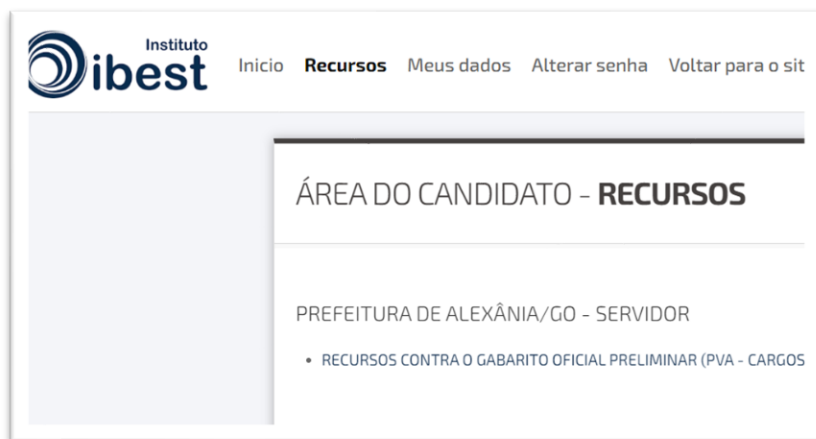 Instituto
ibest
Inicio Recursos Meus dados Alterar senha Voltar para o sit
ÁREA DO CANDIDATO - RECURSOS
PREFEITURA DE ALEXÂNIA/GO - SERVIDOR
• RECURSOS CONTRA O GABARITO OFICIAL PRELIMINAR (PVA - CARGOS